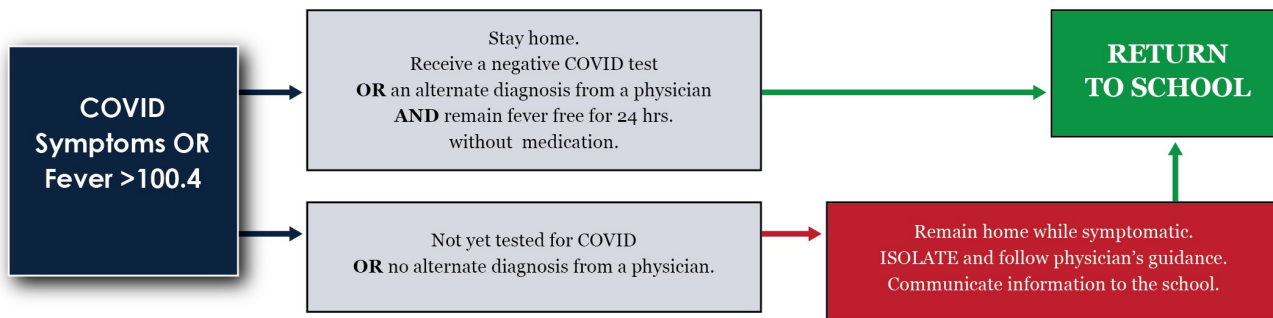 COVID
Symptoms OR
Fever >100.4
Stay home.
Receive a negative COVID test
OR an alternate diagnosis from a physician
AND remain fever free for 24 hrs.
without medication.
RETURN
TO SCHOOL
Not yet tested for COVID
OR no alternate diagnosis from a physician.
Remain home while symptomatic.
ISOLATE and follow physician's guidance.
Communicate information to the school.